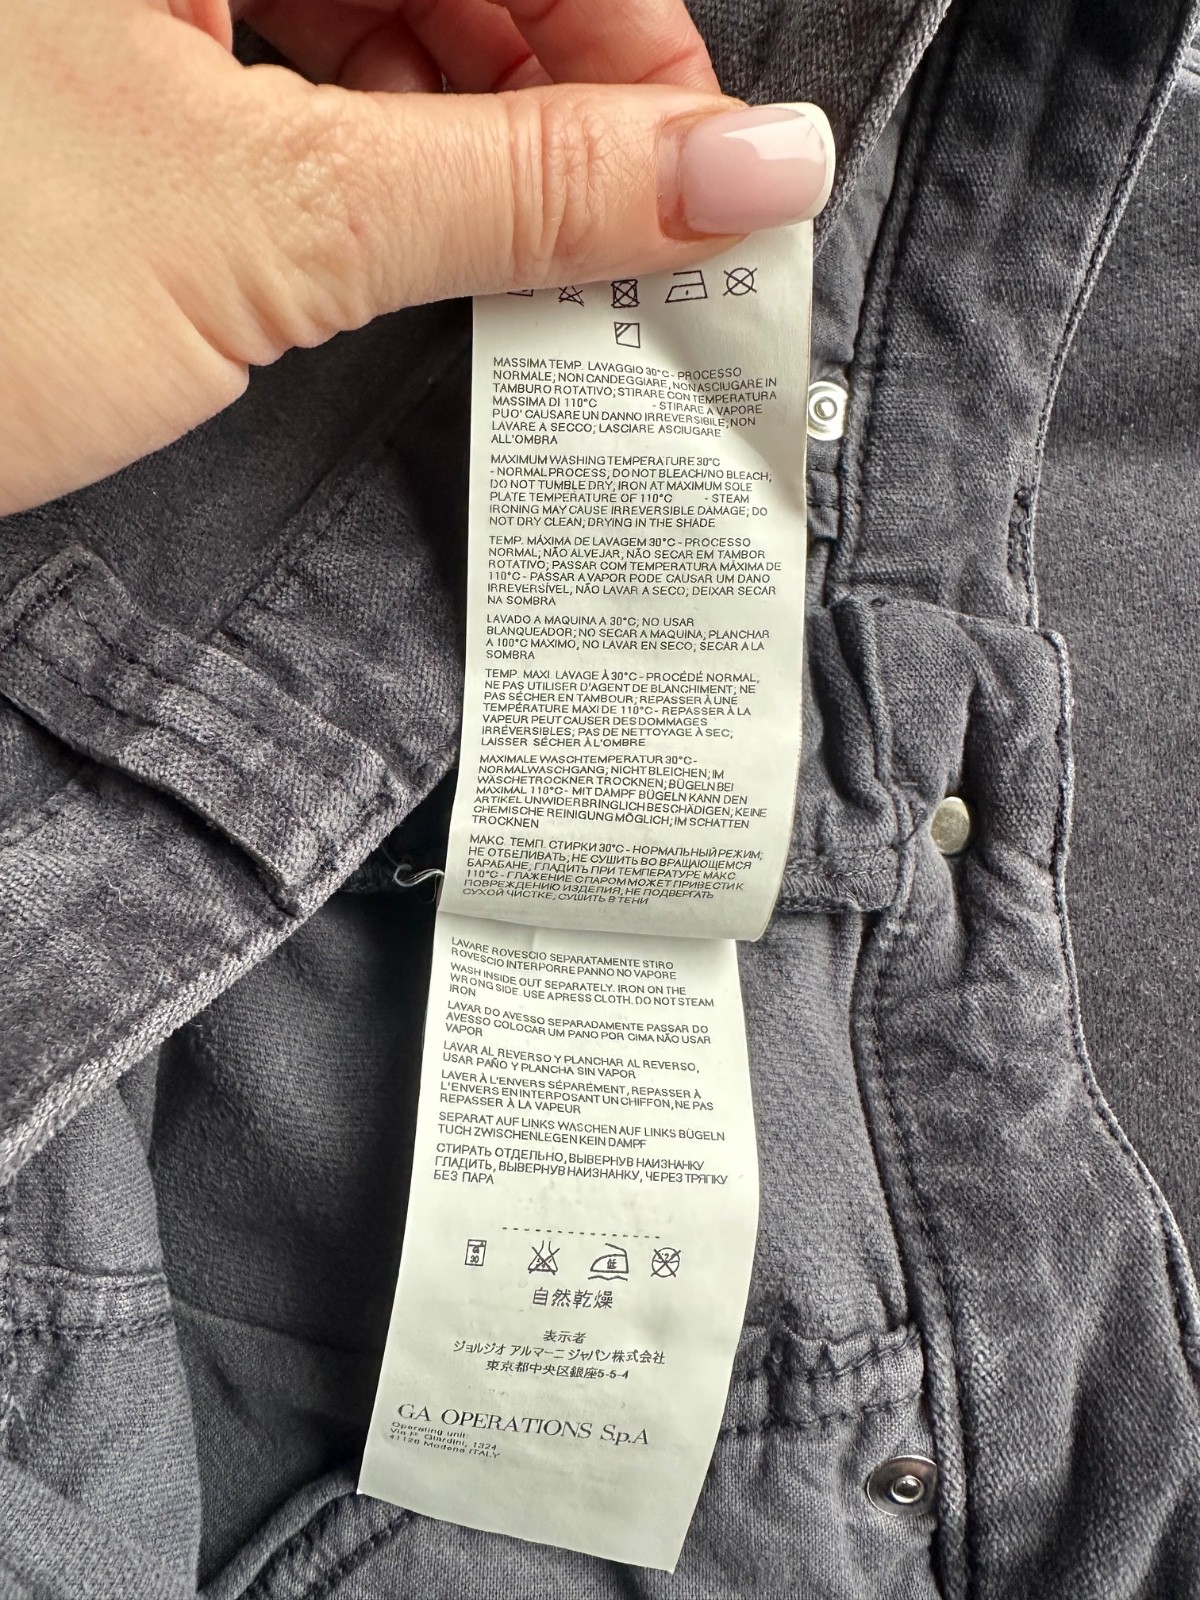 MASSIMA TEMP. LAVAGGIO 30°C - PROCESSO
NORMALE; NON CANDEGGIARE, NON ASCIUGARE IN
TAMBURO ROTATIVO; STIRARE CON TEMPERATURA
MASSIMA DI 110°C - STIRARE A VAPORE
PUO' CAUSARE UN DANNO IRREVERSIBILE; NON
LAVARE A SECCO; LASCIARE ASCIUGARE
ALL'OMBRA
MAXIMUM WASHING TEMPERATURE 30°C
- NORMAL PROCESS, DO NOT BLEACH/NO BLEACH;
DO NOT TUMBLE DRY, IRON AT MAXIMUM SOLE
PLATE TEMPERATURE OF 110°C - STEAM
IRONING MAY CAUSE IRREVERSIBLE DAMAGE; DO
NOT DRY CLEAN; DRYING IN THE SHADE
TEMP. MÁXIMA DE LAVAGEM 30°C - PROCESSO
NORMAL; NÃO ALVEJAR, NÃO SECAR EM TAMBOR
ROTATIVO; PASSAR COM TEMPERATURA MÁXIMA DE
110°C - PASSAR A VAPOR PODE CAUSAR UM DANO
IRREVERSÍVEL, NÃO LAVAR A SECO; DEIXAR SECAR
NA SOMBRA
LAVADO A MAQUINA A 30°C; NO USAR
BLANQUEADOR; NO SECAR A MAQUINA, PLANCHAR
A 100°C MAXIMO, NO LAVAR EN SECO; SECAR A LA
SOMBRA
TEMP. MAXI. LAVAGE À 30°C - PROCÉDÉ NORMAL,
NE PAS UTILISER D'AGENT DE BLANCHIMENT; NE
PAS SÉCHER EN TAMBOUR; REPASSER À UNE
TEMPÉRATURE MAXI DE 110°C - REPASSER À LA
VAPEUR PEUT CAUSER DES DOMMAGES
IRRÉVERSIBLES; PAS DE NETTOYAGE À SEC;
LAISSER SÉCHER À L'OMBRE
MAXIMALE WASCHTEMPERATUR 30°C -
NORMALWASCHGANG; NICHT BLEICHEN; IM
WÄSCHETROCKNER TROCKNEN; BÜGELN BEI
MAXIMAL 110°C - MIT DAMPF BÜGELN KANN DEN
ARTIKEL UNWIDERBRINGLICH BESCHÄDIGEN, KEINE
CHEMISCHE REINIGUNG MÖGLICH; IM SCHATTEN
TROCKNEN
МАКС. ТЕМП. СТИРКИ 30°C - НОРМАЛЬНЫЙ РЕЖИМ;
НЕ ОТБЕЛИВАТЬ; НЕ СУШИТЬ ВО ВРАЩАЮЩЕМСЯ
БАРАБАНЕ, ГЛАДИТЬ ПРИ ТЕМПЕРАТУРЕ МАКС.
110°C - ГЛАЖЕНИЕ С ПАРОМ МОЖЕТ ПРИВЕСТИ К
ПОВРЕЖДЕНИЮ ИЗДЕЛИЯ, НЕ ПОДВЕРГАТЬ
СУХОЙ ЧИСТКЕ, СУШИТЬ В ТЕНИ
LAVARE ROVESCIO SEPARATAMENTE STIRO
ROVESCIO INTERPORRE PANNO NO VAPORE
WASH INSIDE OUT SEPARATELY. IRON ON THE
WRONG SIDE. USE A PRESS CLOTH. DO NOT STEAM
IRON
LAVAR DO AVESSO SEPARADAMENTE PASSAR DO
AVESSO COLOCAR UM PANO POR CIMA NÃO USAR
VAPOR
LAVAR AL REVERSO Y PLANCHAR AL REVERSO,
USAR PAÑO Y PLANCHA SIN VAPOR
LAVER À L'ENVERS SÉPARÉMENT, REPASSER À
L'ENVERS EN INTERPOSANT UN CHIFFON, NE PAS
REPASSER À LA VAPEUR
SEPARAT AUF LINKS WASCHEN AUF LINKS BÜGELN
TUCH ZWISCHENLEGEN KEIN DAMPF
СТИРАТЬ ОТДЕЛЬНО, ВЫВЕРНУВ НАИЗНАНКУ
ГЛАДИТЬ, ВЫВЕРНУВ НАИЗНАНКУ, ЧЕРЕЗ ТРЯПКУ
БЕЗ ПАРА
低
自然乾燥
表示者
ジョルジオ アルマーニ ジャパン株式会社
東京都中央区銀座5-5-4
GA OPERATIONS S.p.A
Operating unit:
Via P. Giardini, 1324
41126 Modena ITALY